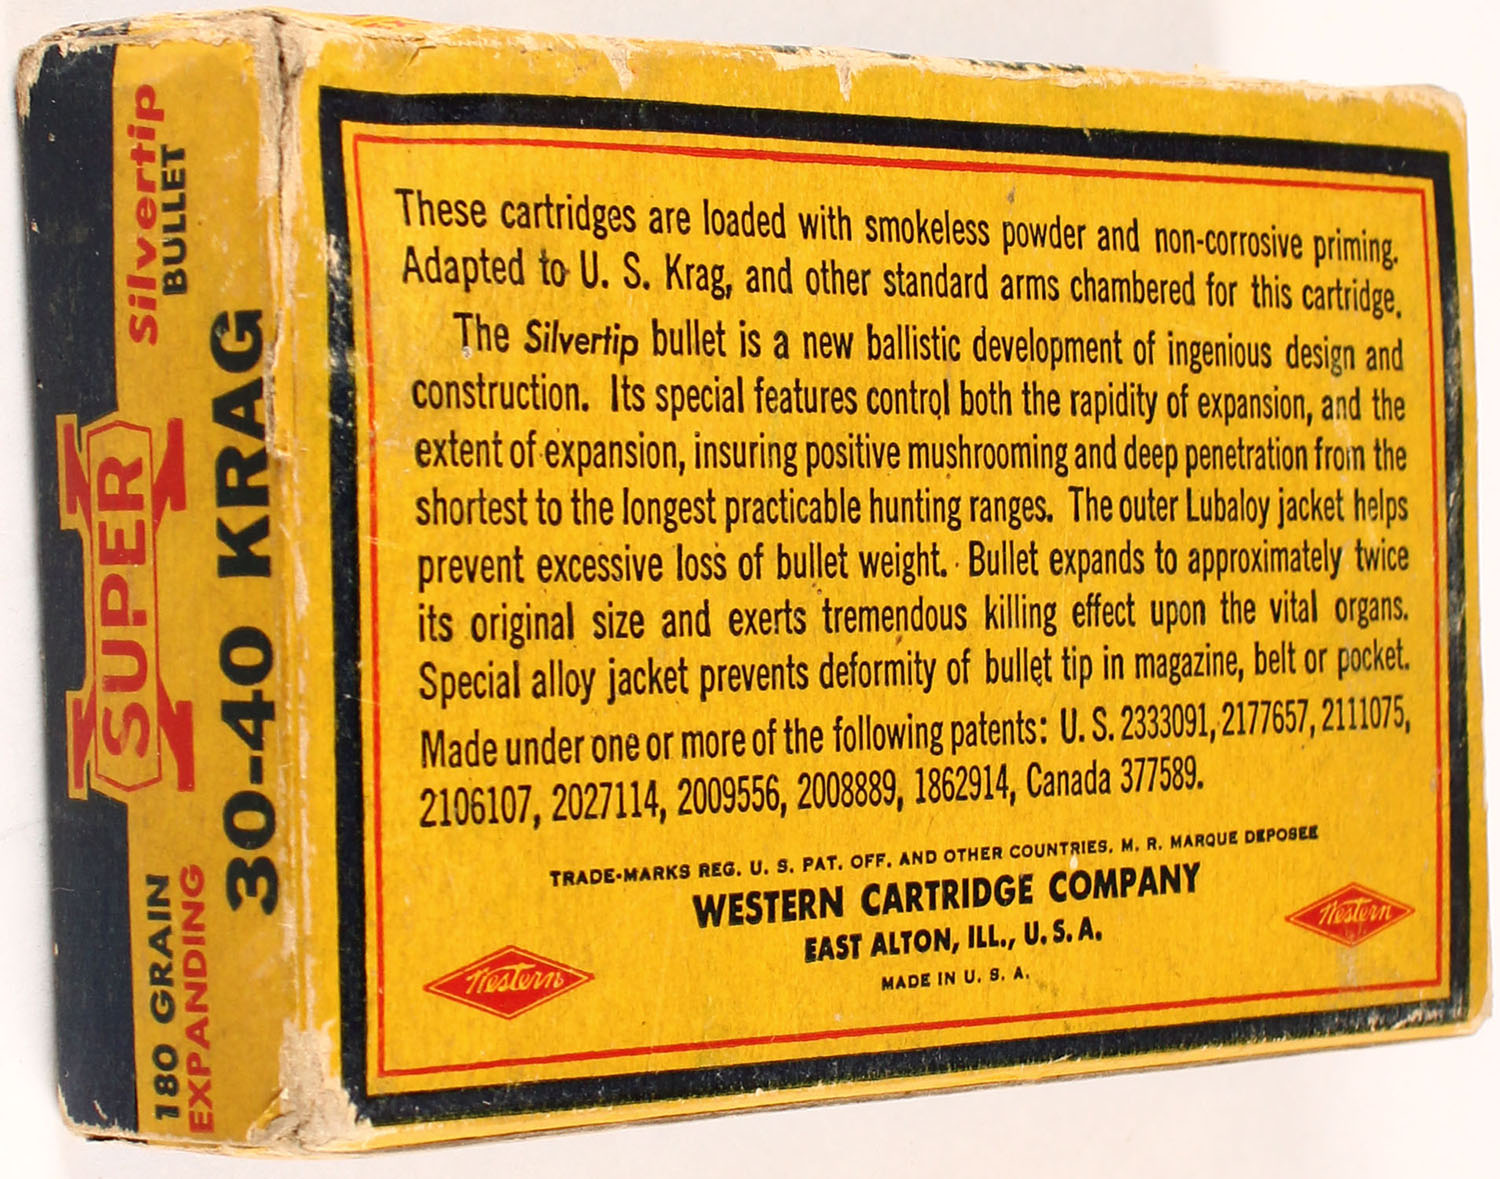 Silvertip
BULLET
SUPER
X
30-40 KRAG
180 GRAIN
EXPANDING
These cartridges are loaded with smokeless powder and non-corrosive priming.
Adapted to U. S. Krag, and other standard arms chambered for this cartridge.
The Silvertip bullet is a new ballistic development of ingenious design and
construction. Its special features control both the rapidity of expansion, and the
extent of expansion, insuring positive mushrooming and deep penetration from the
shortest to the longest practicable hunting ranges. The outer Lubaloy jacket helps
prevent excessive loss of bullet weight. Bullet expands to approximately twice
its original size and exerts tremendous killing effect upon the vital organs.
Special alloy jacket prevents deformity of bullet tip in magazine, belt or pocket.
Made under one or more of the following patents: U. S. 2333091, 2177657, 2111075,
2106107, 2027114, 2009556, 2008889, 1862914, Canada 377589.
TRADE-MARKS REG. U. S. PAT. OFF. AND OTHER COUNTRIES. M. R. MARQUE DEPOSEE
WESTERN CARTRIDGE COMPANY
EAST ALTON, ILL., U. S. A.
MADE IN U. S. A.
Western
Western